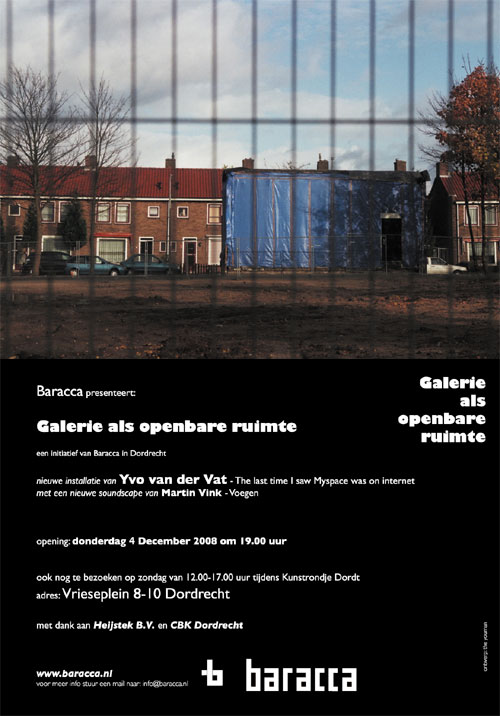 Baracca presenteert:
Galerie als openbare ruimte
Galerie
als
openbare
ruimte
een initiatief van Baracca in Dordrecht
nieuwe installatie van Yvo van der Vat - The last time I saw Myspace was on internet
met een nieuwe soundscape van Martin Vink - Voegen
opening: donderdag 4 December 2008 om 19.00 uur
ook nog te bezoeken op zondag van 12.00-17.00 uur tijdens Kunstrondje Dordt
adres: Vrieseplein 8-10 Dordrecht
met dank aan Heijstek B.V. en CBK Dordrecht
www.baracca.nl
voor meer info stuur een mail naar: info@baracca.nl
baracca
ontwerp: the youman